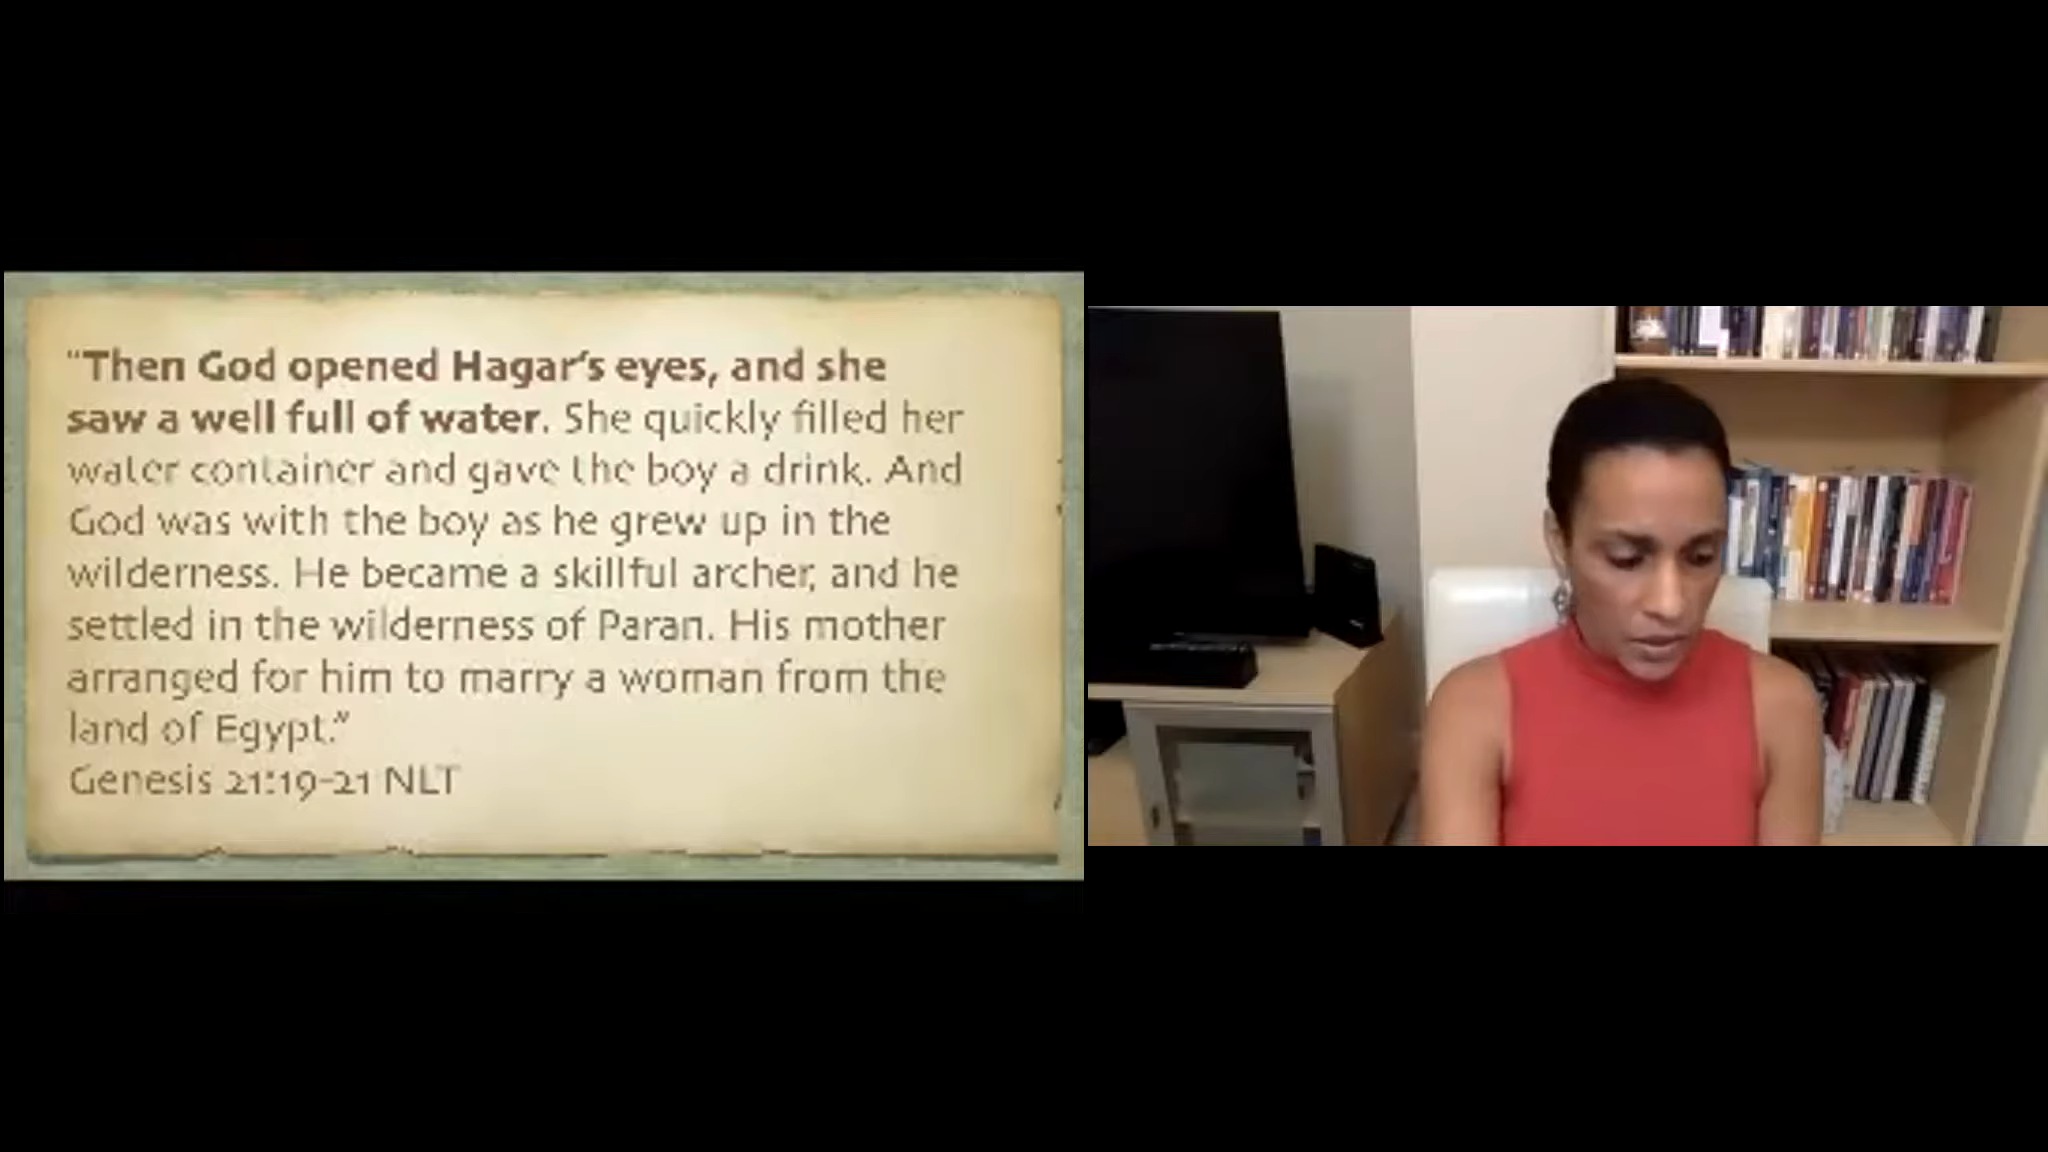 “Then God opened Hagar's eyes, and she
saw a well full of water. She quickly filled her
water container and gave the boy a drink. And
God was with the boy as he grew up in the
wilderness. He became a skillful archer, and he
settled in the wilderness of Paran. His mother
arranged for him to marry a woman from the
land of Egypt.”
Genesis 21:19-21 NLT